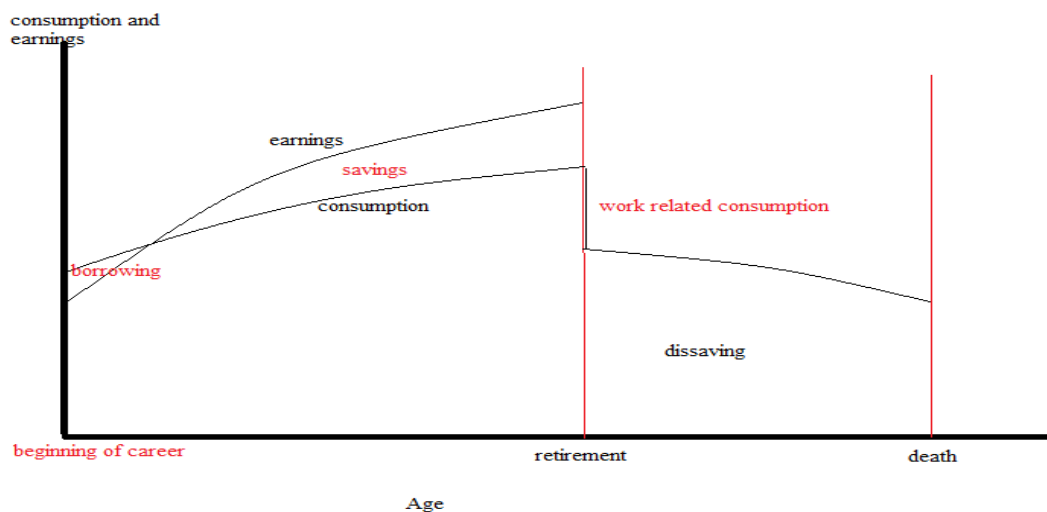 consumption and
earnings
earnings
savings
consumption
work related consumption
borrowing
dissaving
beginning of career
retirement
death
Age